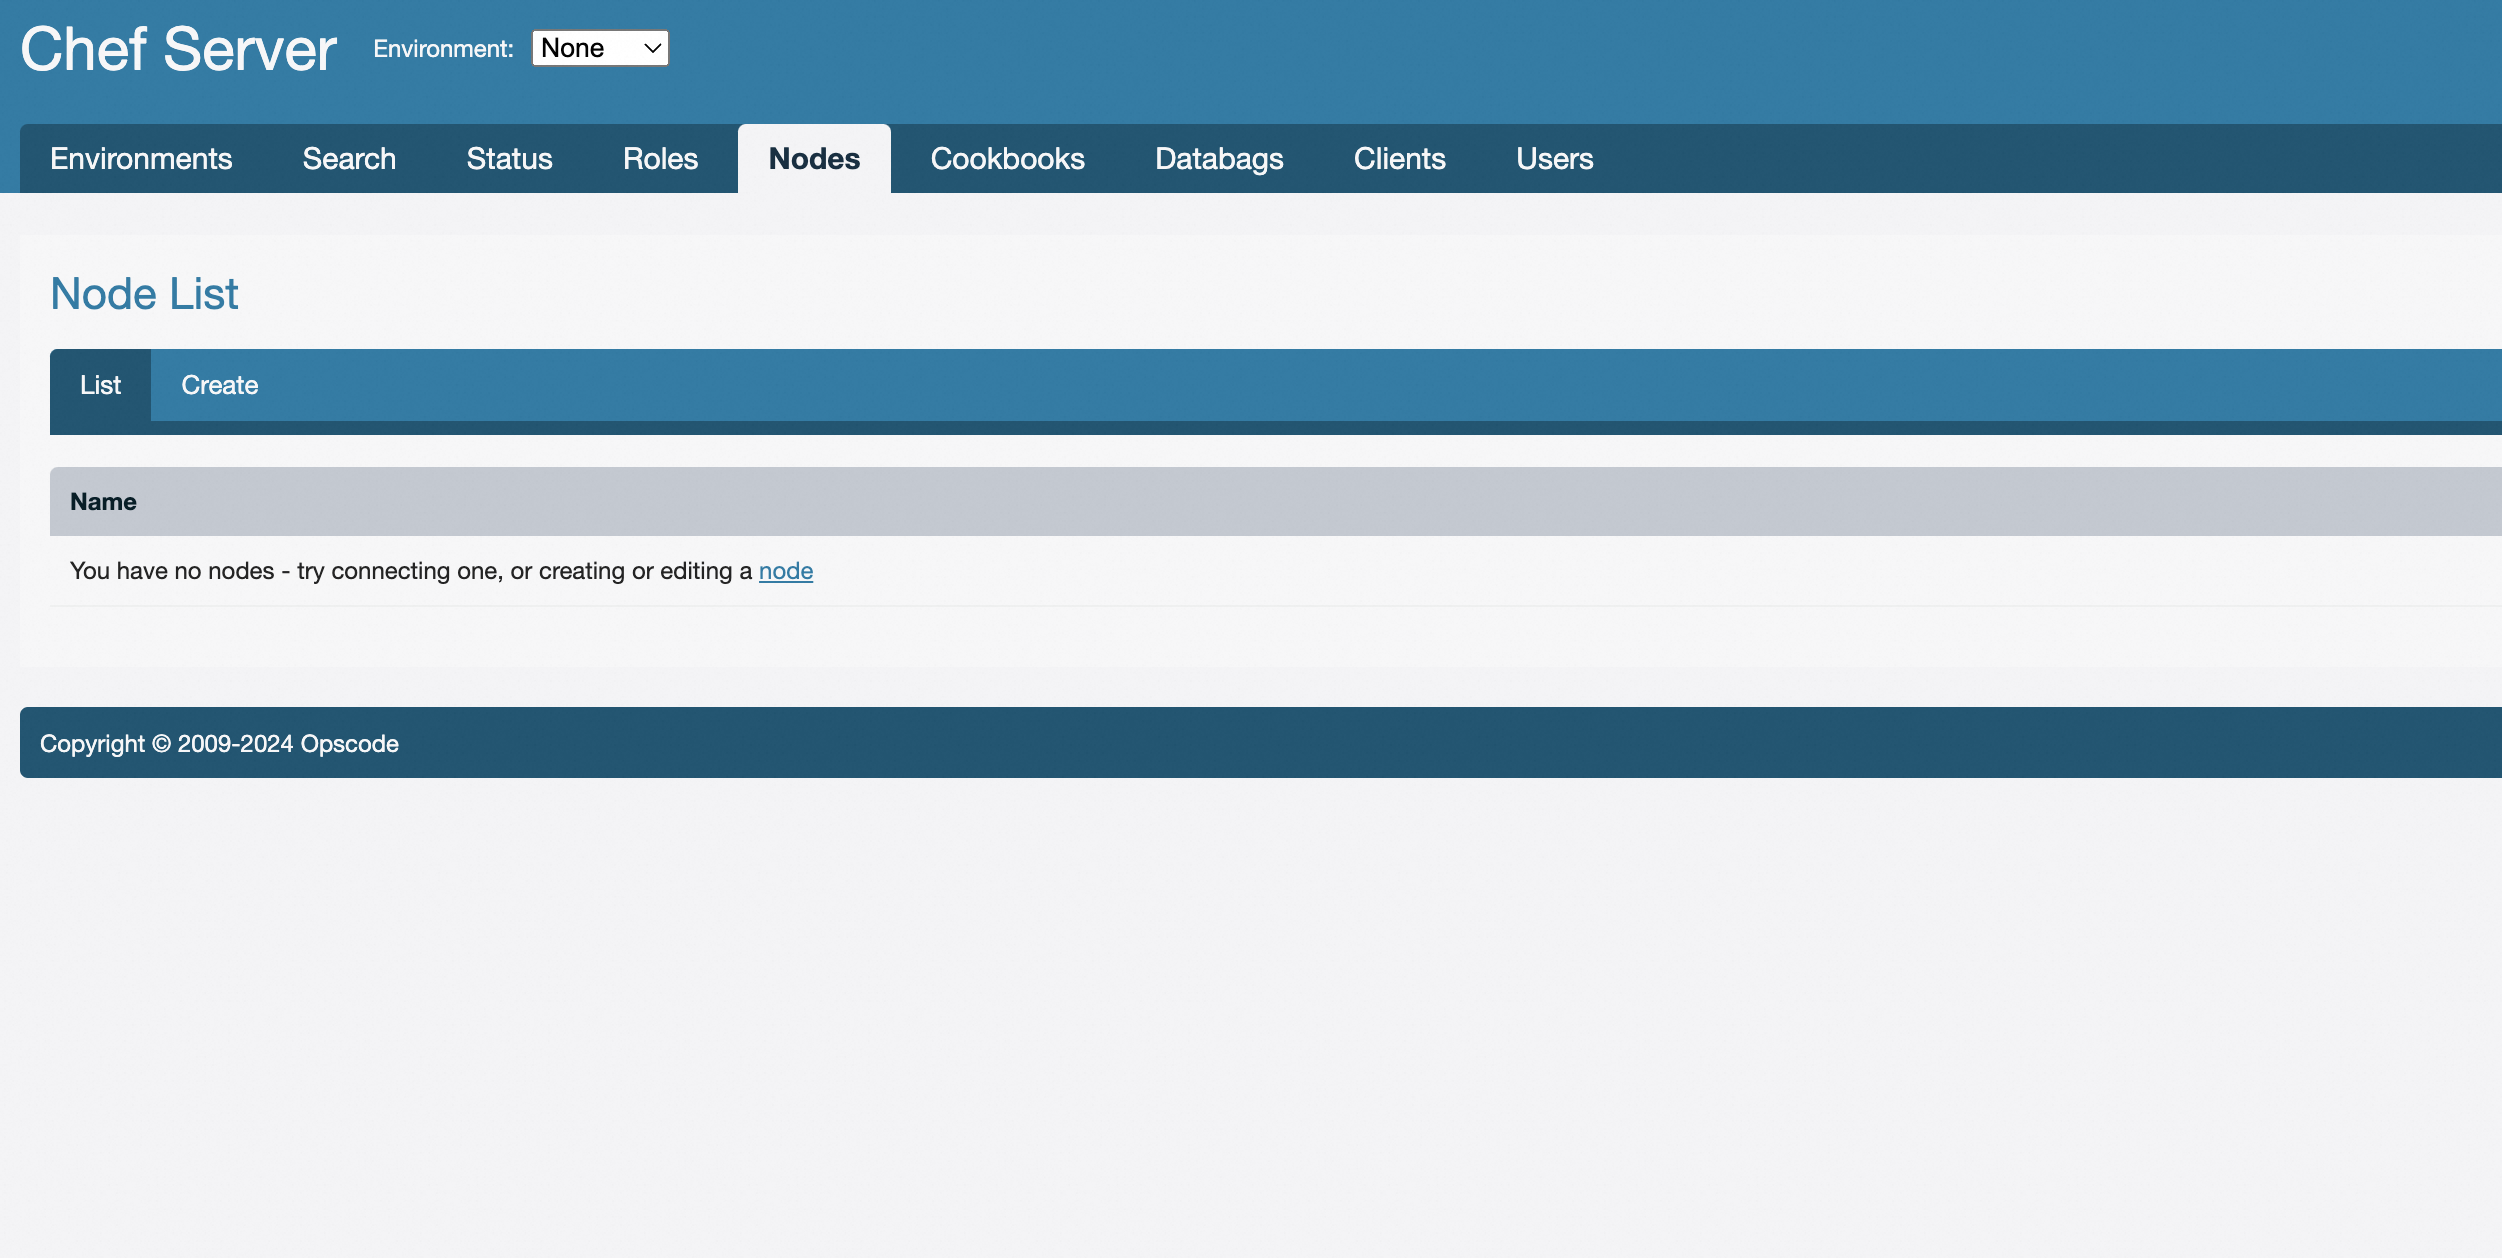 Chef Server Environment: None
Environments Search Status Roles Nodes Cookbooks Databags Clients Users
Node List
List Create
Name
You have no nodes - try connecting one, or creating or editing a node
Copyright © 2009-2024 Opscode